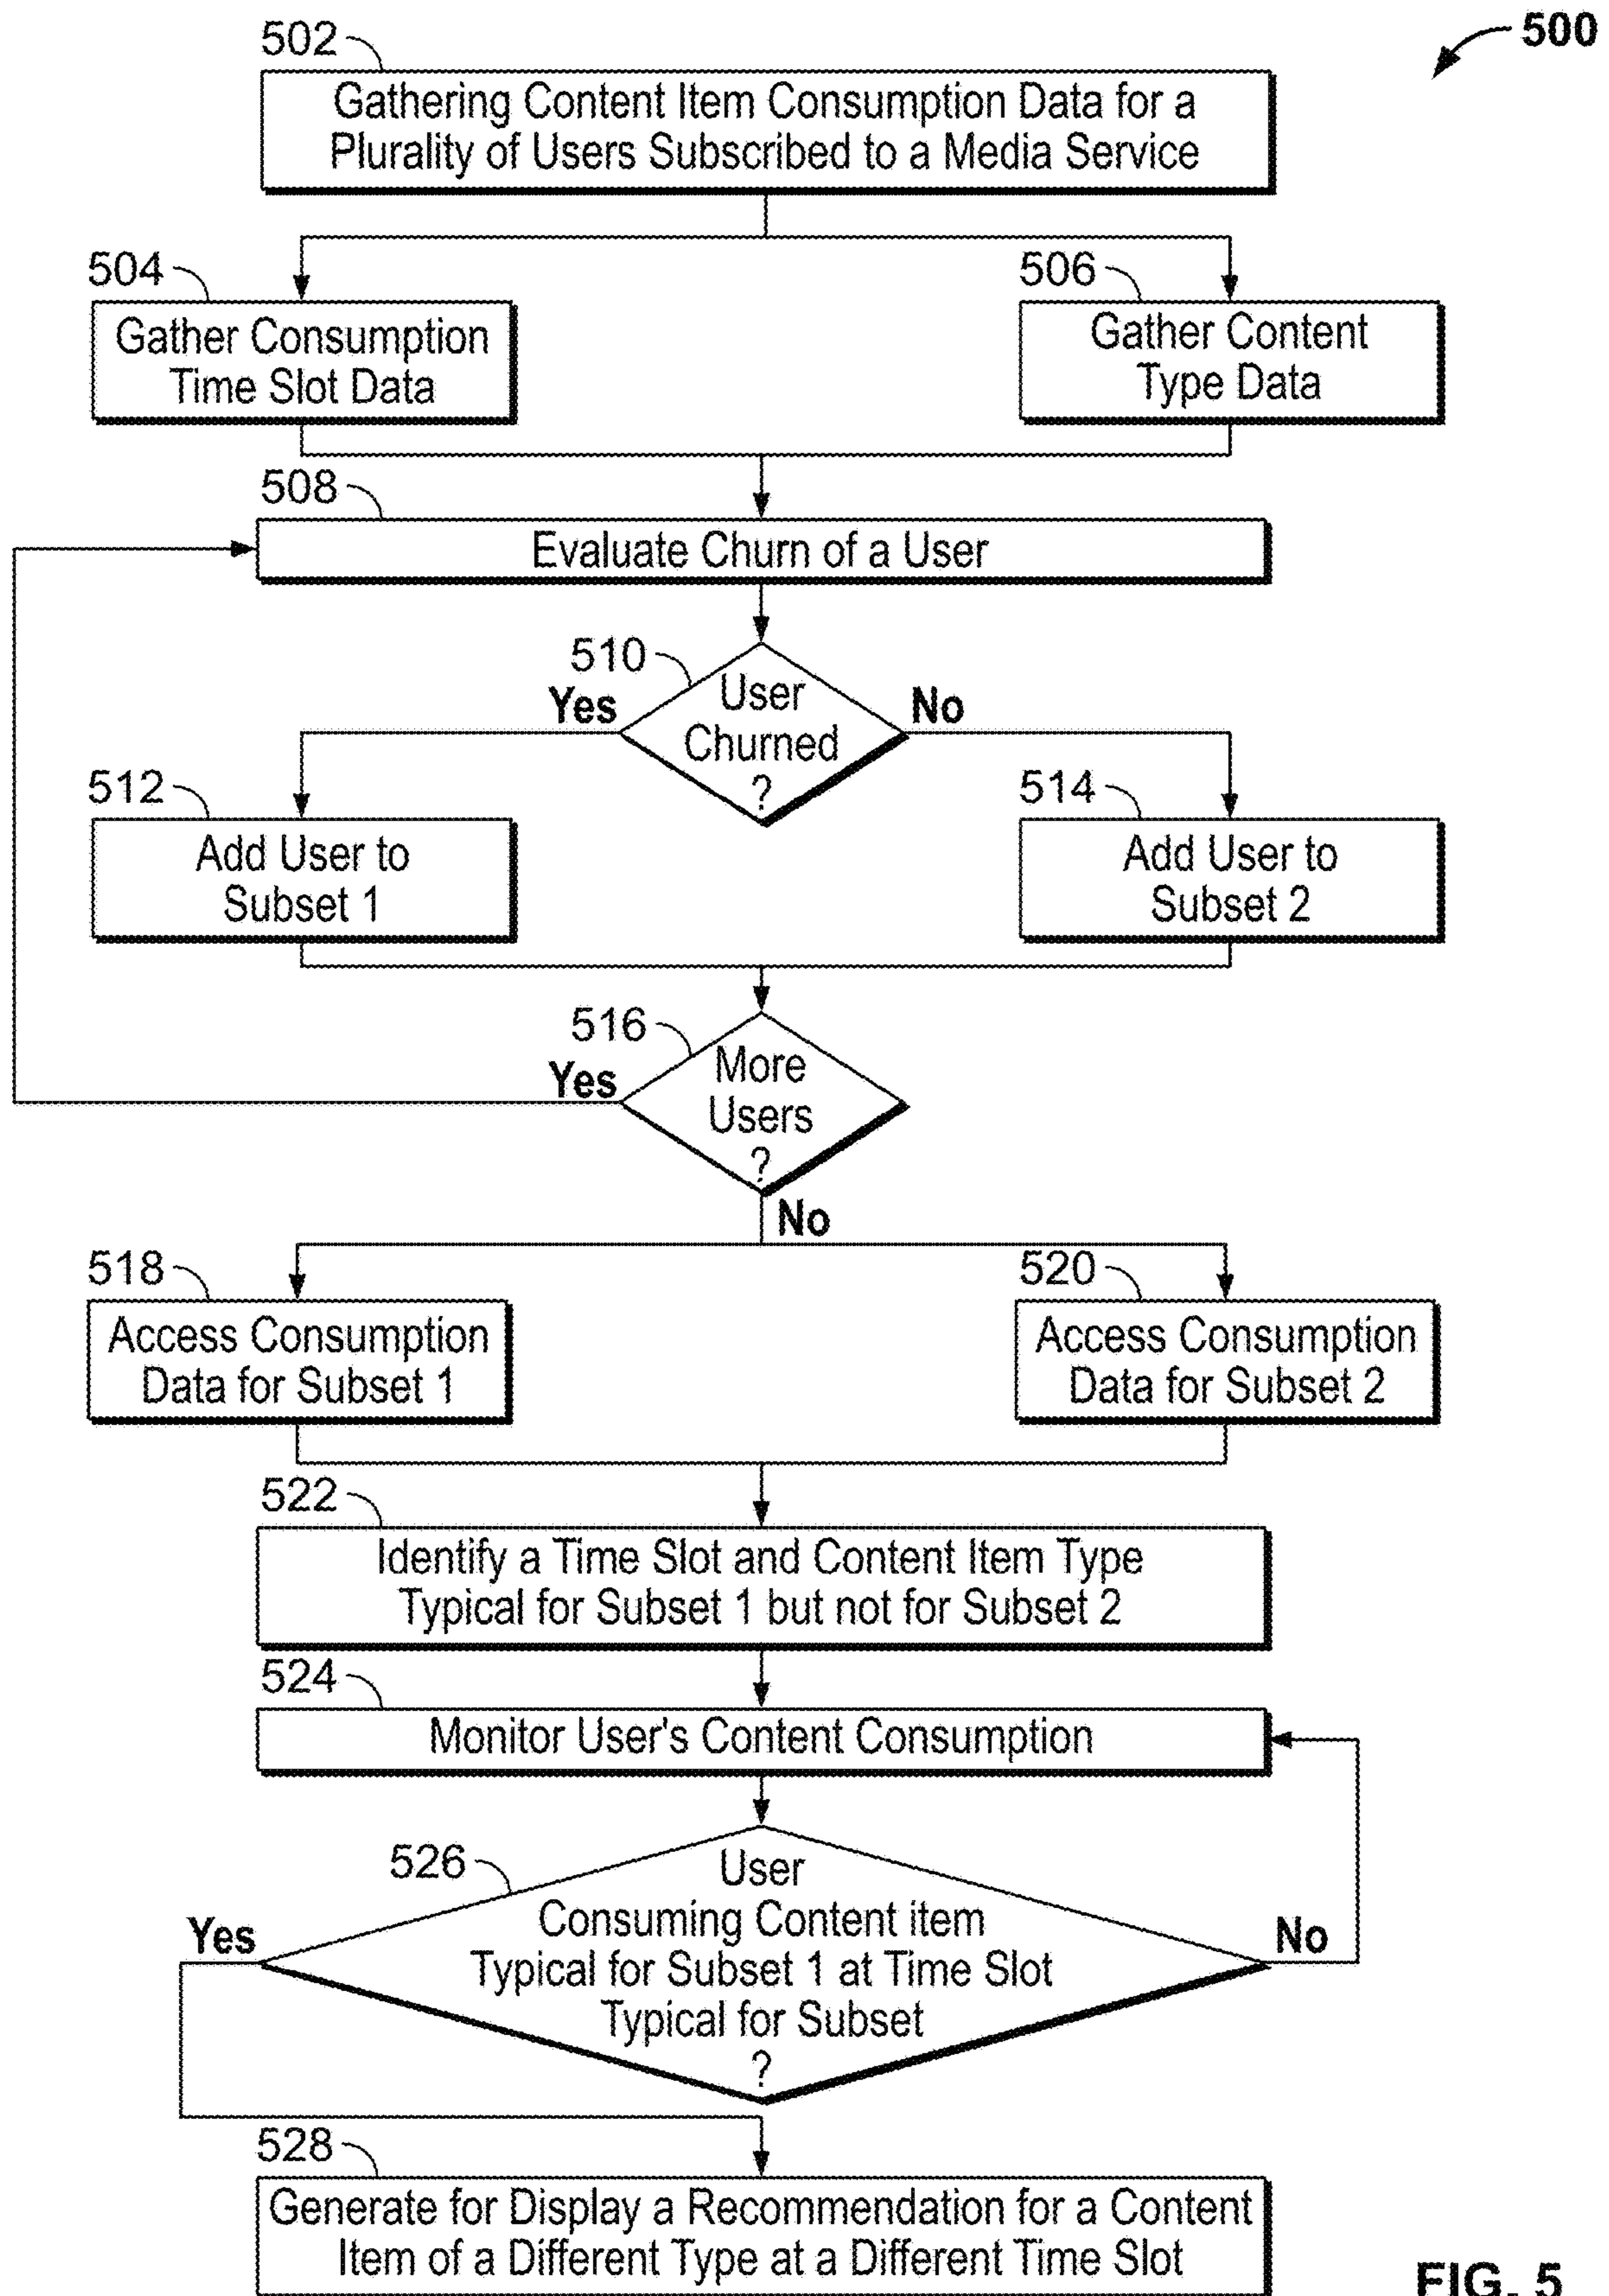 500
502
Gathering Content Item Consumption Data for a
Plurality of Users Subscribed to a Media Service
504
Gather Consumption
Time Slot Data
506
Gather Content
Type Data
508
Evaluate Churn of a User
510
User
Churned
?
Yes
No
512
Add User to
Subset 1
514
Add User to
Subset 2
516
More
Users
?
Yes
No
518
Access Consumption
Data for Subset 1
520
Access Consumption
Data for Subset 2
522
Identify a Time Slot and Content Item Type
Typical for Subset 1 but not for Subset 2
524
Monitor User's Content Consumption
526
User
Consuming Content item
Typical for Subset 1 at Time Slot
Typical for Subset
?
Yes
No
528
Generate for Display a Recommendation for a Content
Item of a Different Type at a Different Time Slot
FIG. 5